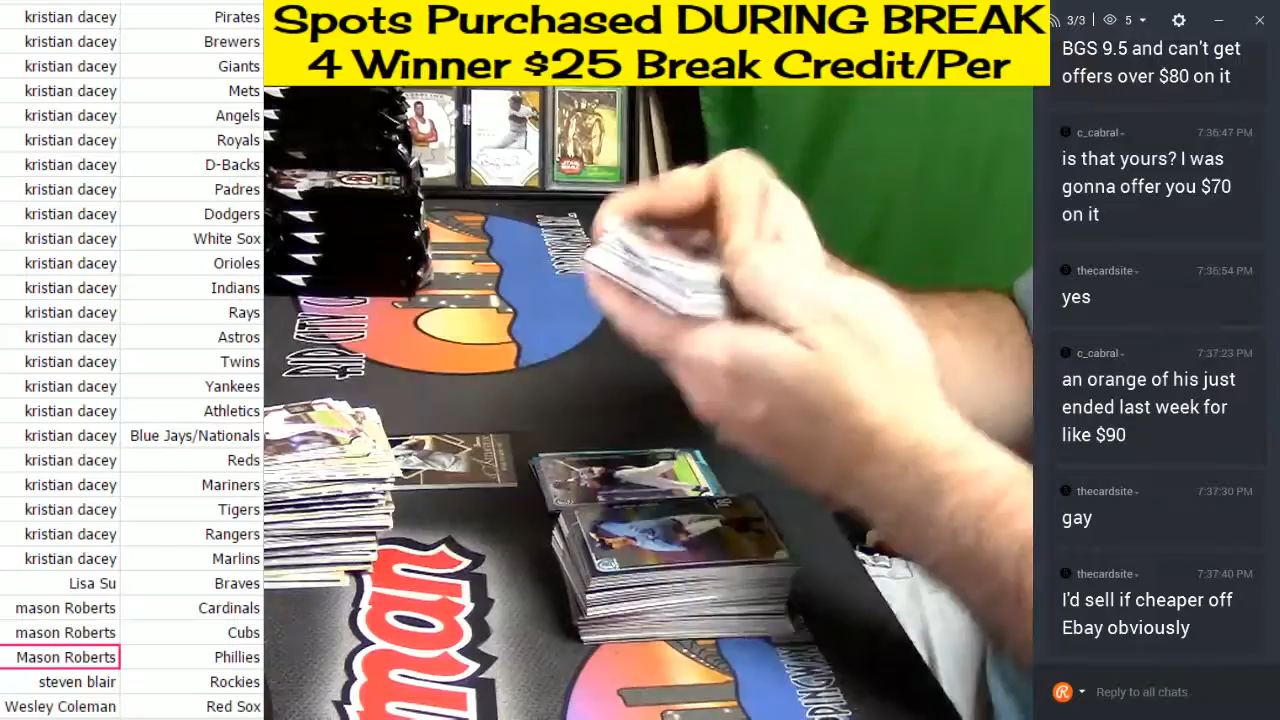 Spots Purchased DURING BREAK
4 Winner $25 Break Credit/Per
kristian dacey Pirates
kristian dacey Brewers
kristian dacey Giants
kristian dacey Mets
kristian dacey Angels
kristian dacey Royals
kristian dacey D-Backs
kristian dacey Padres
kristian dacey Dodgers
kristian dacey White Sox
kristian dacey Orioles
kristian dacey Indians
kristian dacey Rays
kristian dacey Astros
kristian dacey Twins
kristian dacey Yankees
kristian dacey Athletics
kristian dacey Blue Jays/Nationals
kristian dacey Reds
kristian dacey Mariners
kristian dacey Tigers
kristian dacey Rangers
kristian dacey Marlins
Lisa Su Braves
mason Roberts Cardinals
mason Roberts Cubs
Mason Roberts Phillies
steven blair Rockies
Wesley Coleman Red Sox
STAR WARS
RIP CITY
3/3 5
BGS 9.5 and can't get
offers over $80 on it
c_cabral 7:36:47 PM
is that yours? I was
gonna offer you $70
on it
thecardsite 7:36:54 PM
yes
c_cabral 7:37:23 PM
an orange of his just
ended last week for
like $90
thecardsite 7:37:30 PM
gay
thecardsite 7:37:40 PM
I'd sell if cheaper off
Ebay obviously
Reply to all chats